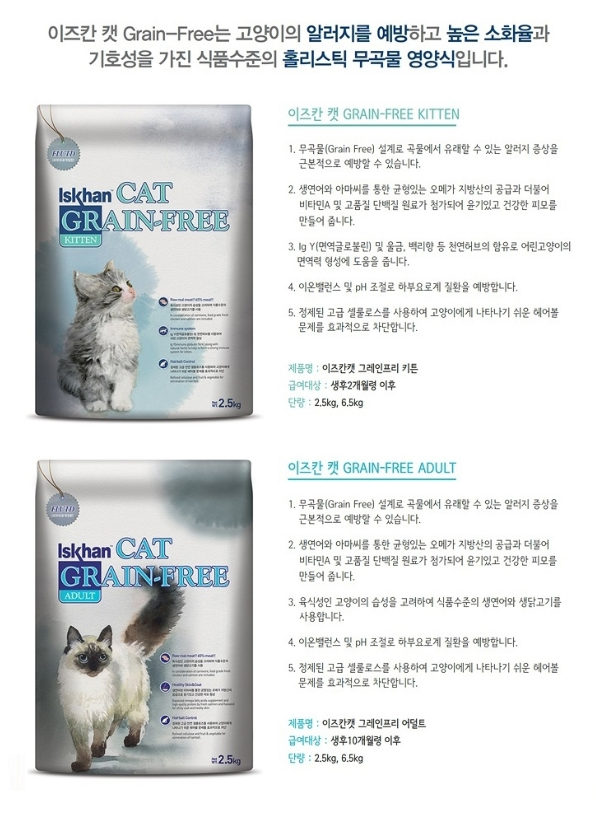 이즈칸 캣 Grain-Free는 고양이의 알러지를 예방하고 높은 소화율과
기호성을 가진 식품수준의 홀리스틱 무곡물 영양식입니다.
FLUID
Iskhan CAT
GRAIN-FREE
KITTEN
Raw real meat!! 65% meat!!
Immune system
Hairball Control
2.5kg
이즈칸 캣 GRAIN-FREE KITTEN
1. 무곡물(Grain Free) 설계로 곡물에서 유래할 수 있는 알러지 증상을
근본적으로 예방할 수 있습니다.
2. 생연어와 아마씨를 통한 균형있는 오메가 지방산의 공급과 더불어
비타민A 및 고품질 단백질 원료가 첨가되어 윤기있고 건강한 피모를
만들어 줍니다.
3. Ig Y(면역글로불린) 및 울금, 백리향 등 천연허브의 함유로 어린고양이의
면역력 형성에 도움을 줍니다.
4. 이온밸런스 및 pH 조절로 하부요로계 질환을 예방합니다.
5. 정제된 고급 셀룰로스를 사용하여 고양이에게 나타나기 쉬운 헤어볼
문제를 효과적으로 차단합니다.
제품명 : 이즈칸캣 그레인프리 키튼
급여대상 : 생후2개월령 이후
단량 : 2.5kg, 6.5kg
FLUID
Iskhan CAT
GRAIN-FREE
ADULT
Healthy Skin&Coat
Hairball Control
2.5kg
이즈칸 캣 GRAIN-FREE ADULT
1. 무곡물(Grain Free) 설계로 곡물에서 유래할 수 있는 알러지 증상을
근본적으로 예방할 수 있습니다.
2. 생연어와 아마씨를 통한 균형있는 오메가 지방산의 공급과 더불어
비타민A 및 고품질 단백질 원료가 첨가되어 윤기있고 건강한 피모를
만들어 줍니다.
3. 육식성인 고양이의 습성을 고려하여 식품수준의 생연어와 생닭고기를
사용합니다.
4. 이온밸런스 및 pH 조절로 하부요로계 질환을 예방합니다.
5. 정제된 고급 셀룰로스를 사용하여 고양이에게 나타나기 쉬운 헤어볼
문제를 효과적으로 차단합니다.
제품명 : 이즈칸캣 그레인프리 어덜트
급여대상 : 생후10개월령 이후
단량 : 2.5kg, 6.5kg